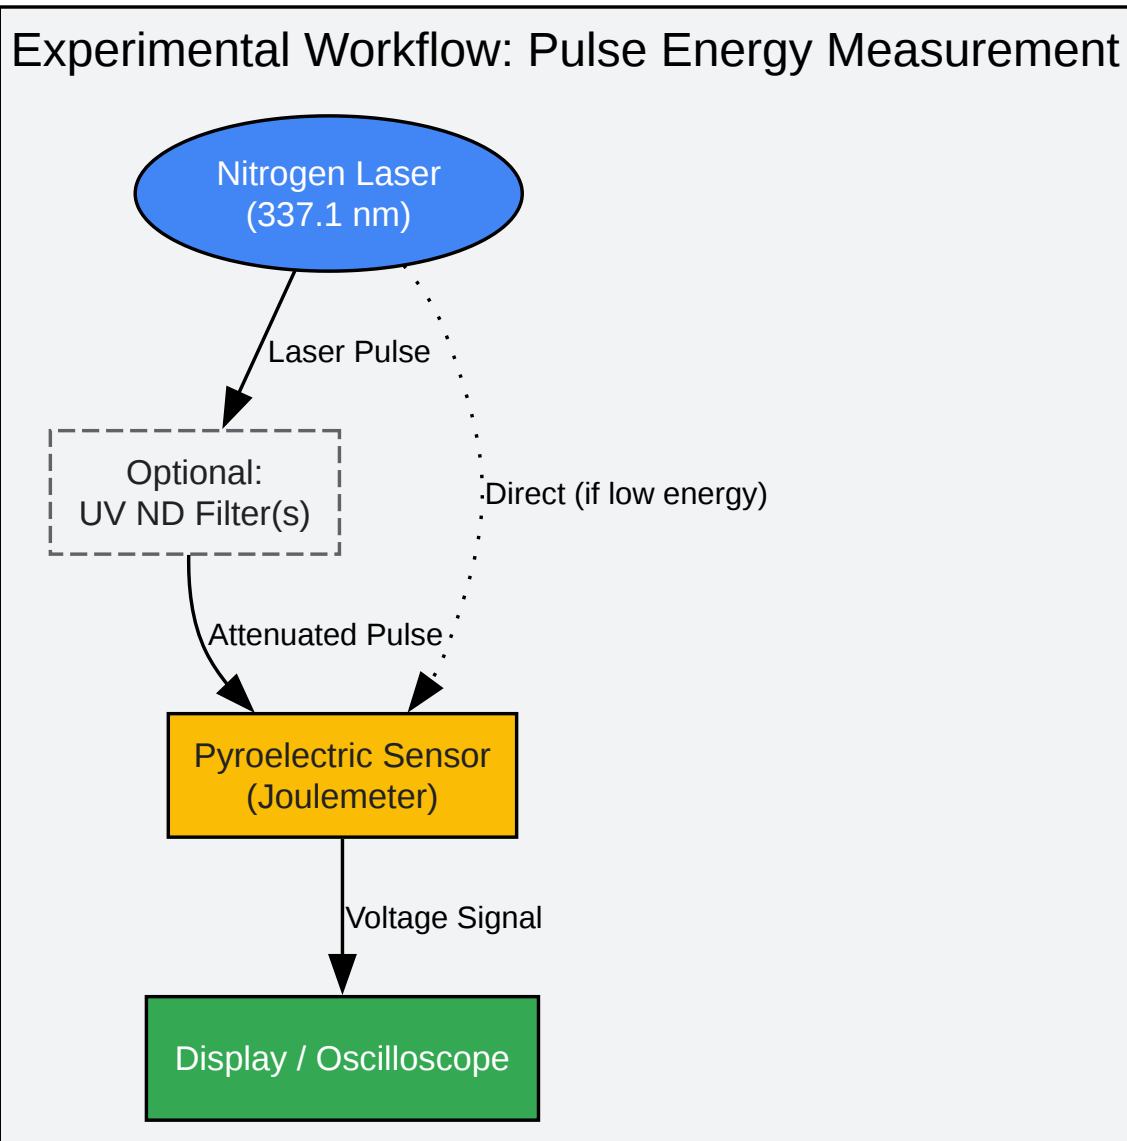 Experimental Workflow: Pulse Energy Measurement
Nitrogen Laser
(337.1 nm)
Laser Pulse
Optional:
UV ND Filter(s)
Direct (if low energy)
Attenuated Pulse
Pyroelectric Sensor
(Joulemeter)
Voltage Signal
Display / Oscilloscope